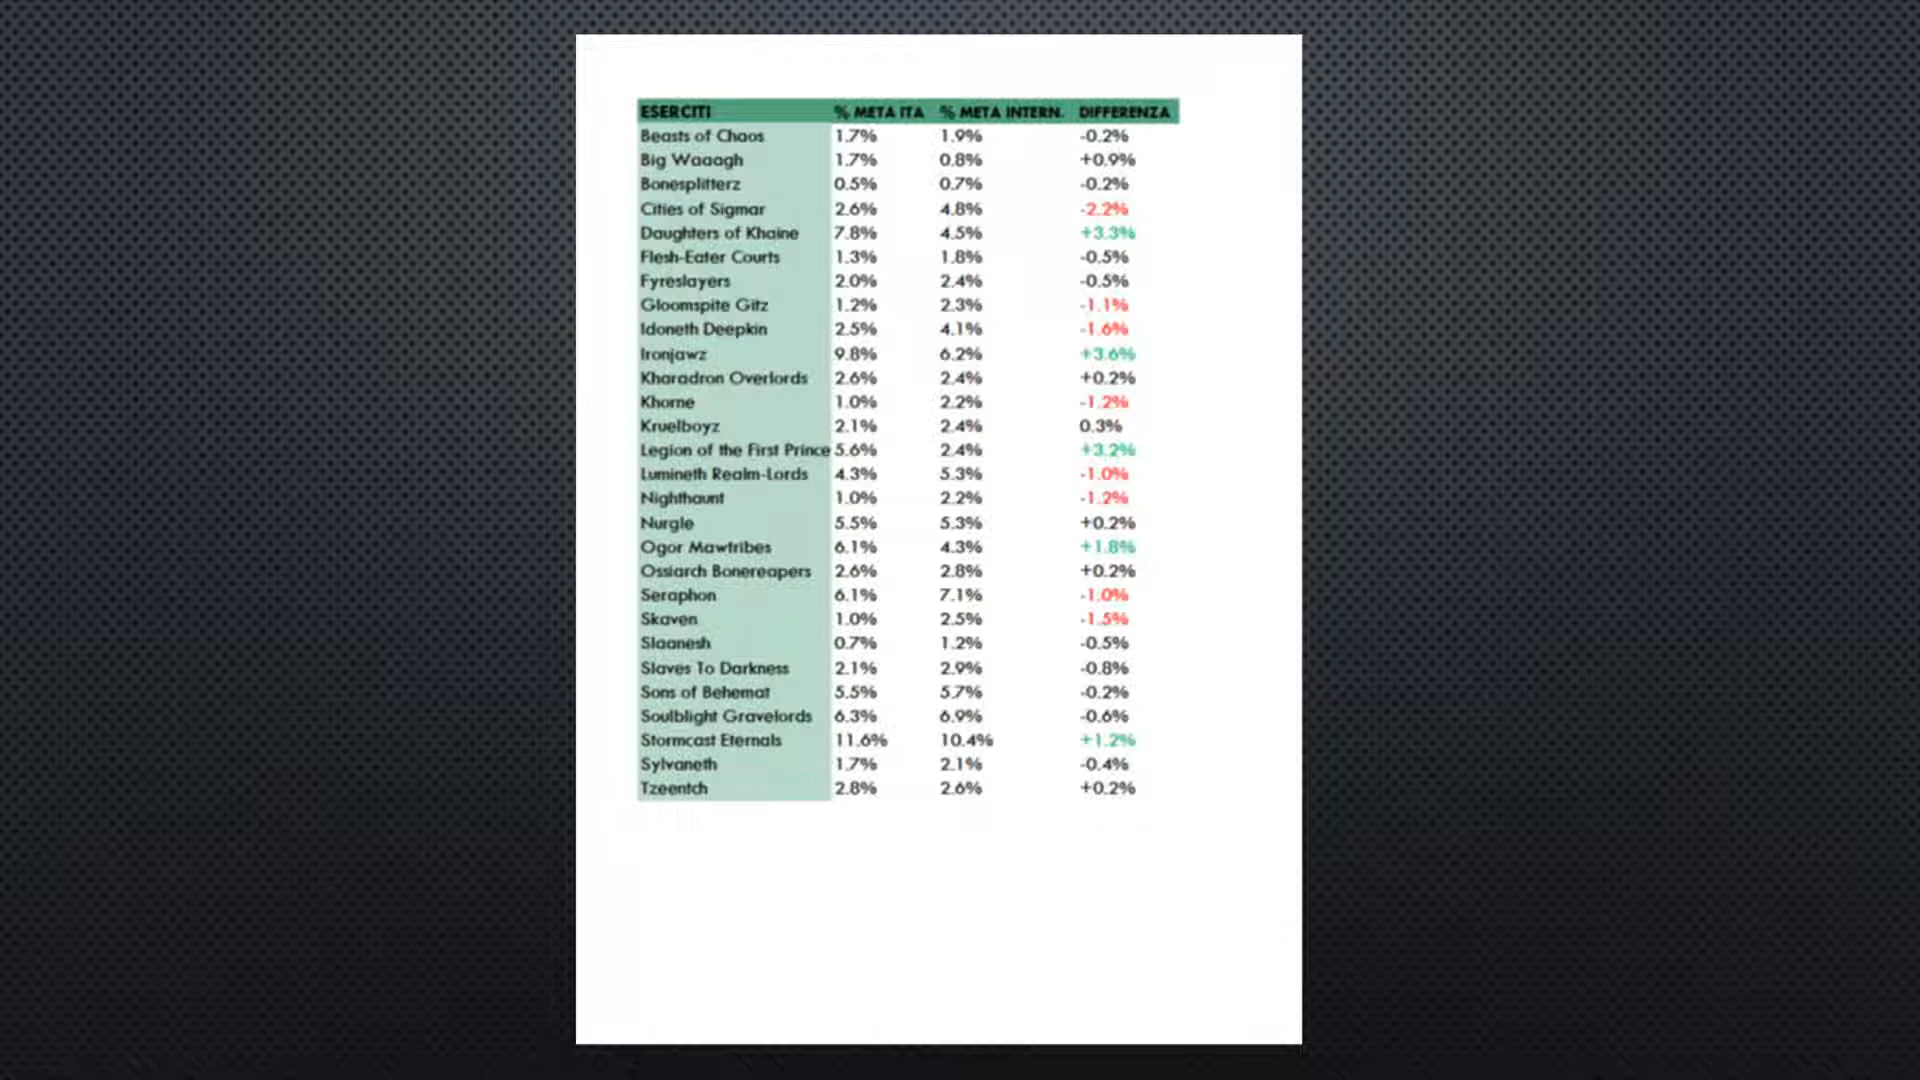 ESERCITI % META ITA % META INTERN. DIFFERENZA
Beasts of Chaos 1.7% 1.9% -0.2%
Big Waaagh 1.7% 0.8% +0.9%
Bonesplitterz 0.5% 0.7% -0.2%
Cities of Sigmar 2.6% 4.8% -2.2%
Daughters of Khaine 7.8% 4.5% +3.3%
Flesh-Eater Courts 1.3% 1.8% -0.5%
Fyreslayers 2.0% 2.4% -0.5%
Gloomspite Gitz 1.2% 2.3% -1.1%
Idoneth Deepkin 2.5% 4.1% -1.6%
Ironjawz 9.8% 6.2% +3.6%
Kharadron Overlords 2.6% 2.4% +0.2%
Khorne 1.0% 2.2% -1.2%
Kruelboyz 2.1% 2.4% 0.3%
Legion of the First Prince 5.6% 2.4% +3.2%
Lumineth Realm-Lords 4.3% 5.3% -1.0%
Nighthaunt 1.0% 2.2% -1.2%
Nurgle 5.5% 5.3% +0.2%
Ogor Mawtribes 6.1% 4.3% +1.8%
Ossiarch Bonereapers 2.6% 2.8% +0.2%
Seraphon 6.1% 7.1% -1.0%
Skaven 1.0% 2.5% -1.5%
Slaanesh 0.7% 1.2% -0.5%
Slaves To Darkness 2.1% 2.9% -0.8%
Sons of Behemat 5.5% 5.7% -0.2%
Soulblight Gravelords 6.3% 6.9% -0.6%
Stormcast Eternals 11.6% 10.4% +1.2%
Sylvaneth 1.7% 2.1% -0.4%
Tzeentch 2.8% 2.6% +0.2%